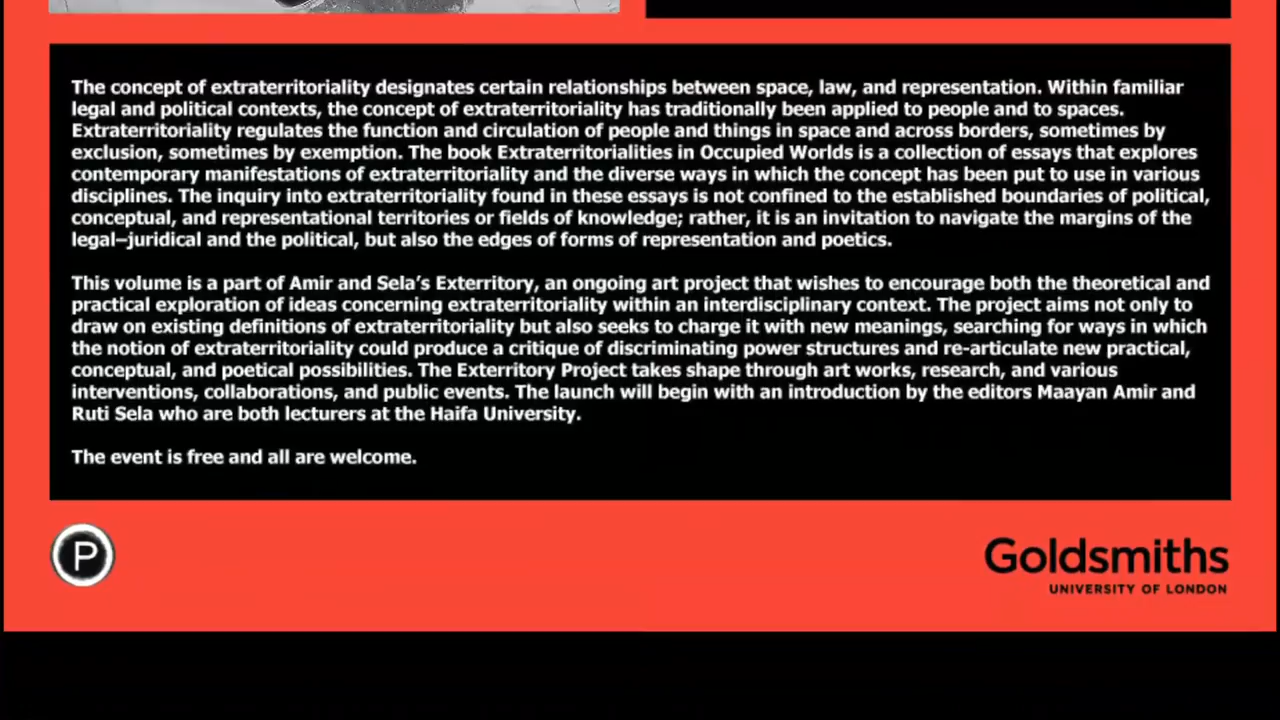 The concept of extraterritoriality designates certain relationships between space, law, and representation. Within familiar
legal and political contexts, the concept of extraterritoriality has traditionally been applied to people and to spaces.
Extraterritoriality regulates the function and circulation of people and things in space and across borders, sometimes by
exclusion, sometimes by exemption. The book Extraterritorialities in Occupied Worlds is a collection of essays that explores
contemporary manifestations of extraterritoriality and the diverse ways in which the concept has been put to use in various
disciplines. The inquiry into extraterritoriality found in these essays is not confined to the established boundaries of political,
conceptual, and representational territories or fields of knowledge; rather, it is an invitation to navigate the margins of the
legal–juridical and the political, but also the edges of forms of representation and poetics.
This volume is a part of Amir and Sela's Exterritory, an ongoing art project that wishes to encourage both the theoretical and
practical exploration of ideas concerning extraterritoriality within an interdisciplinary context. The project aims not only to
draw on existing definitions of extraterritoriality but also seeks to charge it with new meanings, searching for ways in which
the notion of extraterritoriality could produce a critique of discriminating power structures and re-articulate new practical,
conceptual, and poetical possibilities. The Exterritory Project takes shape through art works, research, and various
interventions, collaborations, and public events. The launch will begin with an introduction by the editors Maayan Amir and
Ruti Sela who are both lecturers at the Haifa University.
The event is free and all are welcome.
P
Goldsmiths
UNIVERSITY OF LONDON